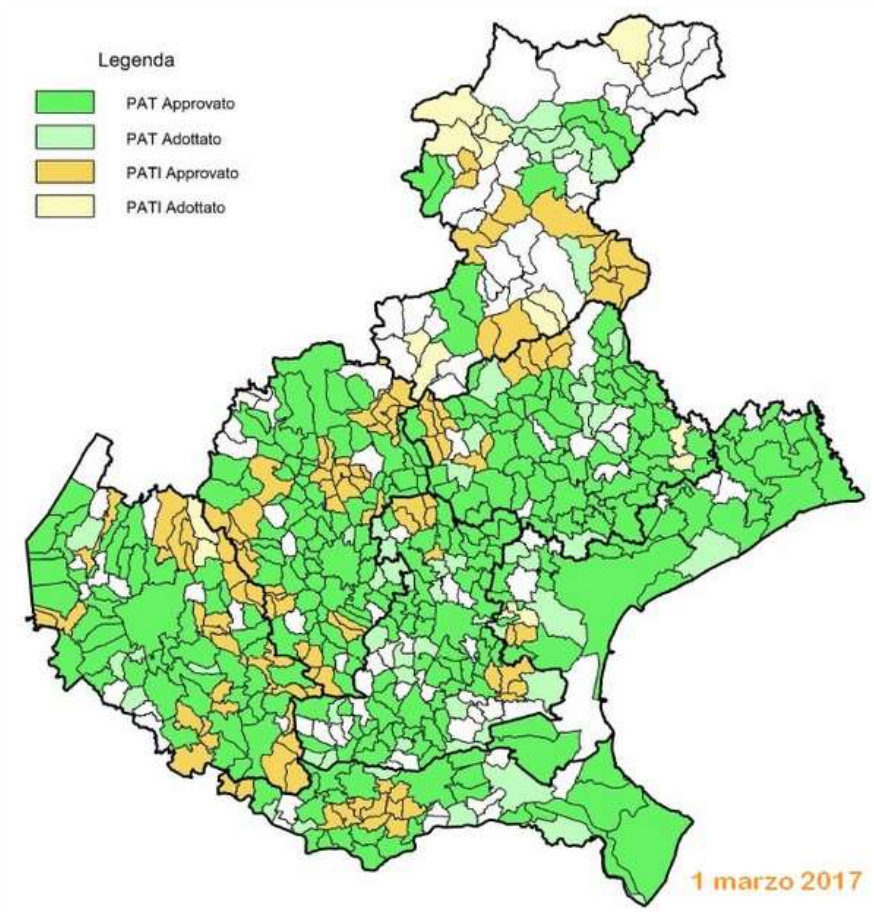 Legenda
PAT Approvato
PAT Adottato
PATI Approvato
PATI Adottato
1 marzo 2017